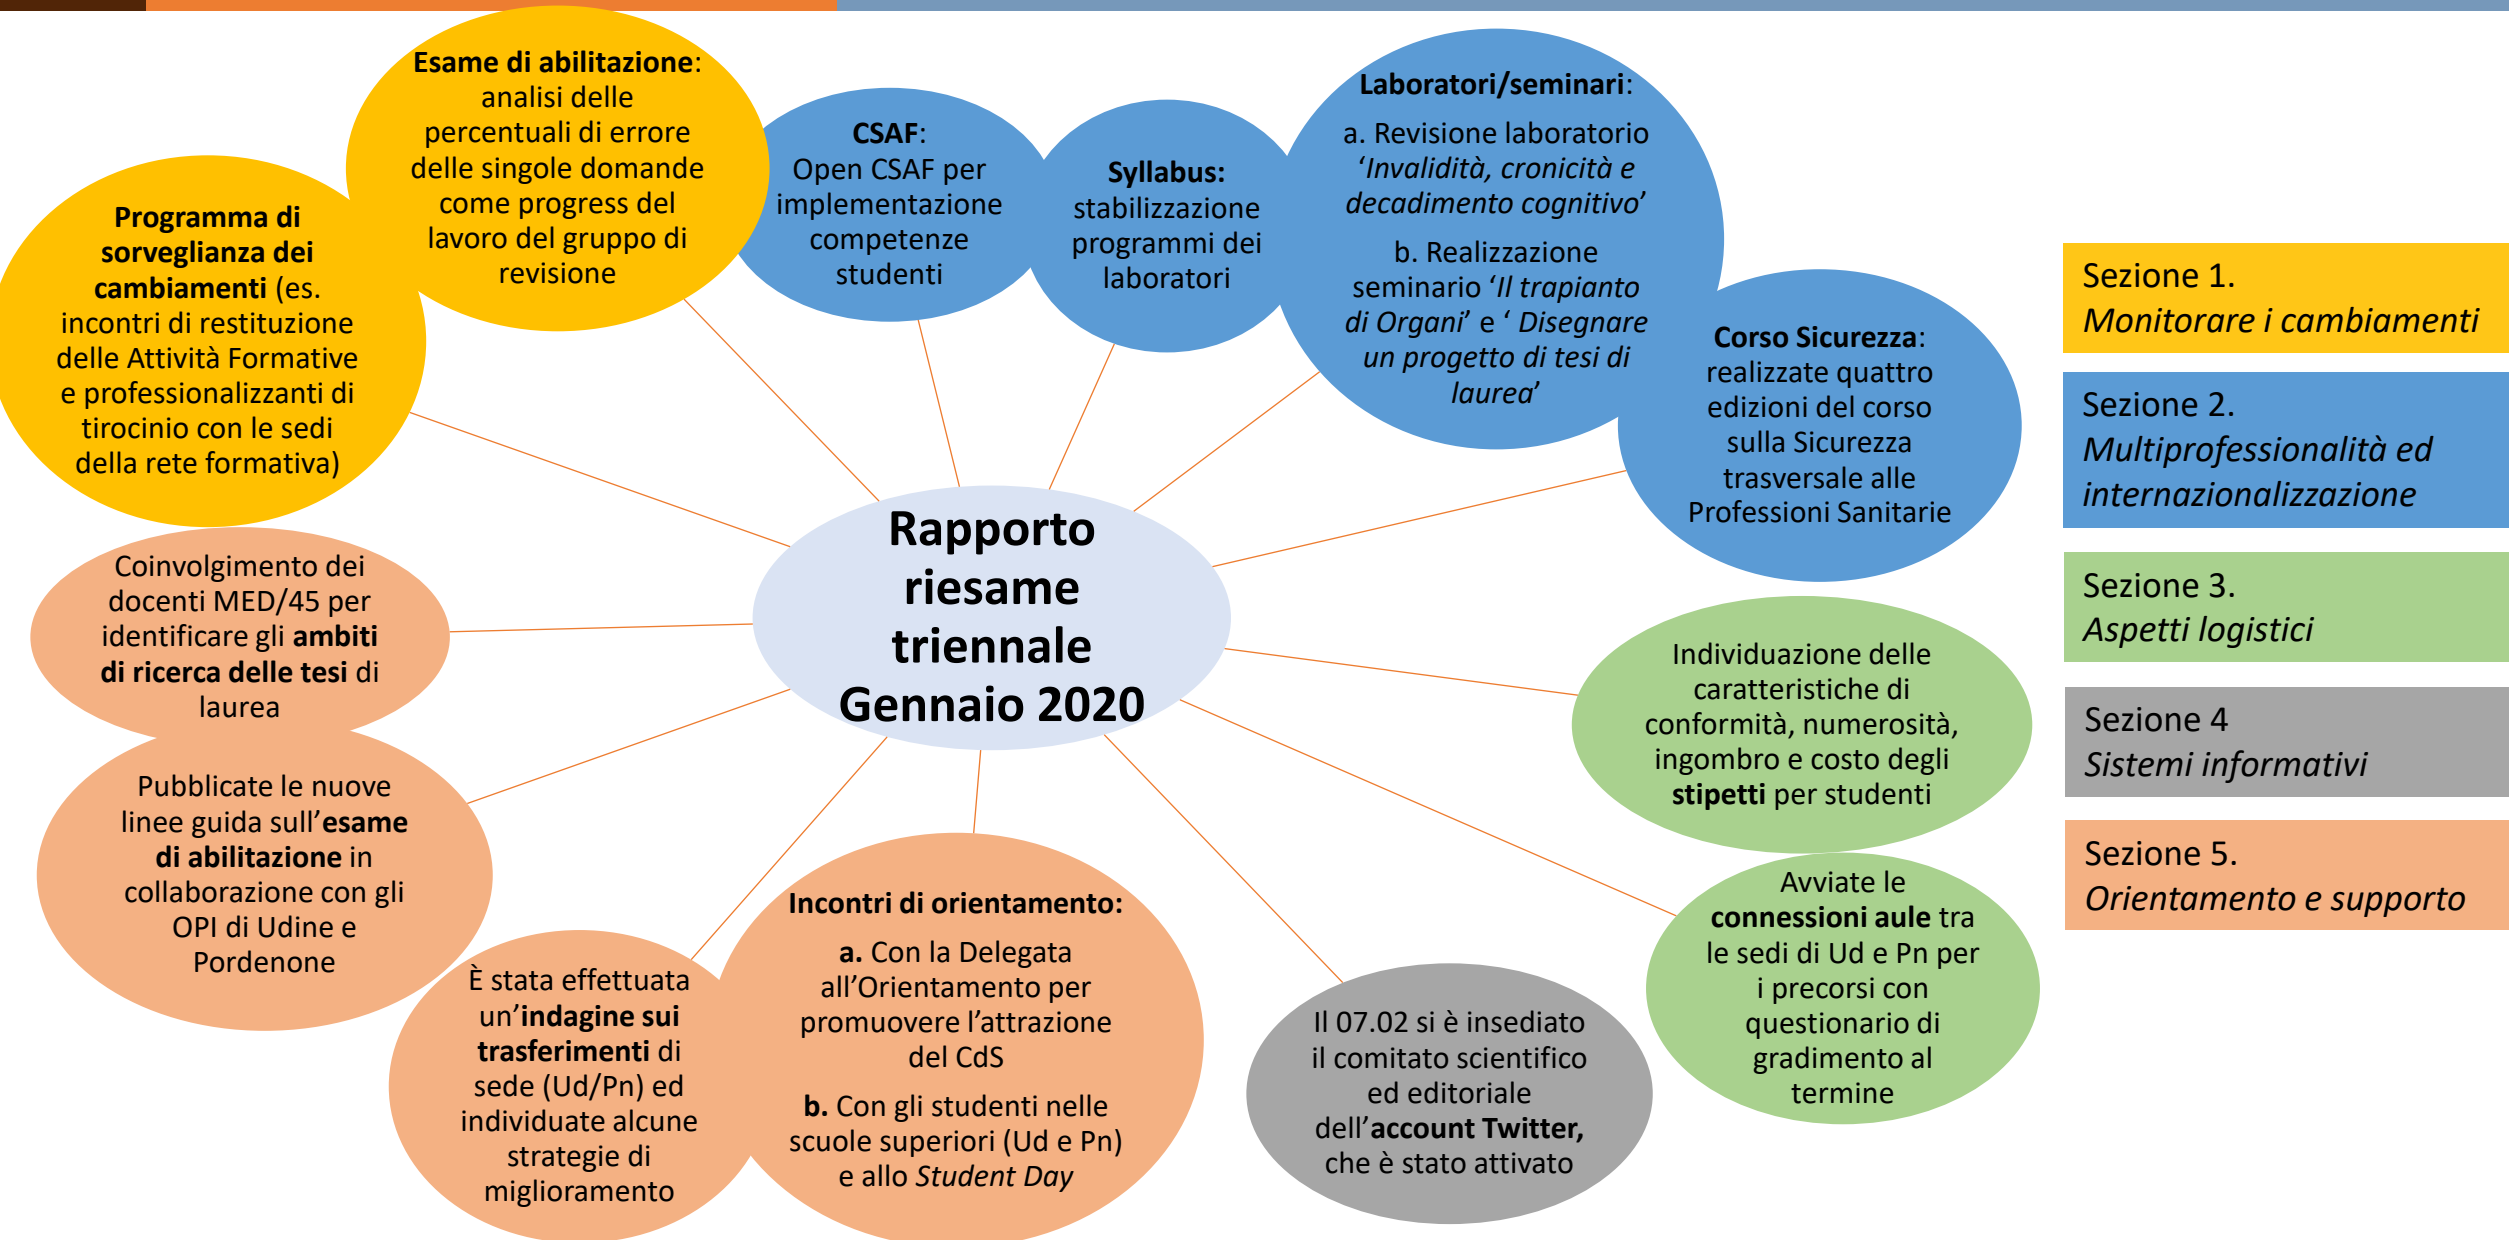 Esame di abilitazione:
analisi delle
percentuali di errore
delle singole domande
come progress del
lavoro del gruppo di
revisione
CSAF:
Open CSAF per
implementazione
competenze
studenti
Syllabus:
stabilizzazione
programmi dei
laboratori
Laboratori/seminari:
a. Revisione laboratorio
‘Invalidità, cronicità e
decadimento cognitivo’
b. Realizzazione
seminario ‘Il trapianto
di Organi’ e ‘ Disegnare
un progetto di tesi di
laurea’
Programma di
sorveglianza dei
cambiamenti (es.
incontri di restituzione
delle Attività Formative
e professionalizzanti di
tirocinio con le sedi
della rete formativa)
Corso Sicurezza:
realizzate quattro
edizioni del corso
sulla Sicurezza
trasversale alle
Professioni Sanitarie
Sezione 1.
Monitorare i cambiamenti
Sezione 2.
Multiprofessionalità ed
internazionalizzazione
Sezione 3.
Aspetti logistici
Sezione 4
Sistemi informativi
Sezione 5.
Orientamento e supporto
Rapporto
riesame
triennale
Gennaio 2020
Coinvolgimento dei
docenti MED/45 per
identificare gli ambiti
di ricerca delle tesi di
laurea
Individuazione delle
caratteristiche di
conformità, numerosità,
ingombro e costo degli
stipetti per studenti
Pubblicate le nuove
linee guida sull’esame
di abilitazione in
collaborazione con gli
OPI di Udine e
Pordenone
È stata effettuata
un’indagine sui
trasferimenti di
sede (Ud/Pn) ed
individuate alcune
strategie di
miglioramento
Incontri di orientamento:
a. Con la Delegata
all’Orientamento per
promuovere l’attrazione
del CdS
b. Con gli studenti nelle
scuole superiori (Ud e Pn)
e allo Student Day
Il 07.02 si è insediato
il comitato scientifico
ed editoriale
dell’account Twitter,
che è stato attivato
Avviate le
connessioni aule tra
le sedi di Ud e Pn per
i precorsi con
questionario di
gradimento al
termine